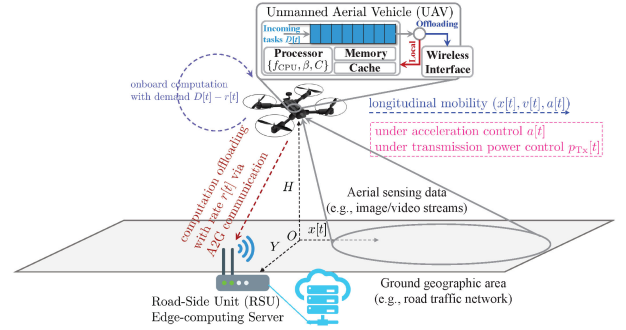 Unmanned Aerial Vehicle (UAV)
Incoming
tasks D[t]
Offloading
Processor
{f_CPU, β, C}
Memory
Cache
Local
Wireless
Interface
onboard computation
with demand D[t] − r[t]
longitudinal mobility (x[t], v[t], a[t])
under acceleration control a[t]
under transmission power control p_Tx[t]
computation offloading
with rate r[t] via
A2G communication
H
Aerial sensing data
(e.g., image/video streams)
O
x[t]
Y
Road-Side Unit (RSU)
Edge-computing Server
Ground geographic area
(e.g., road traffic network)